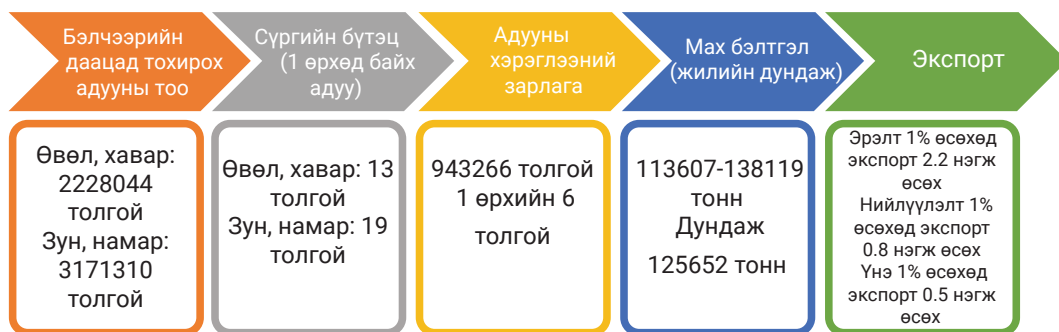 Бэлчээрийн
даацад тохирох
адууны тоо
Сүргийн бүтэц
(1 өрхөд байх
адуу)
Адууны
хэрэглээний
зарлага
Мах бэлтгэл
(жилийн дундаж)
Экспорт
Өвөл, хавар:
2228044
толгой
Зун, намар:
3171310
толгой
Өвөл, хавар: 13
толгой
Зун, намар: 19
толгой
943266 толгой
1 өрхийн 6
толгой
113607-138119
тонн
Дундаж
125652 тонн
Эрэлт 1% өсөхөд
экспорт 2.2 нэгж
өсөх
Нийлүүлэлт 1%
өсөхөд экспорт
0.8 нэгж өсөх
Үнэ 1% өсөхөд
экспорт 0.5 нэгж
өсөх